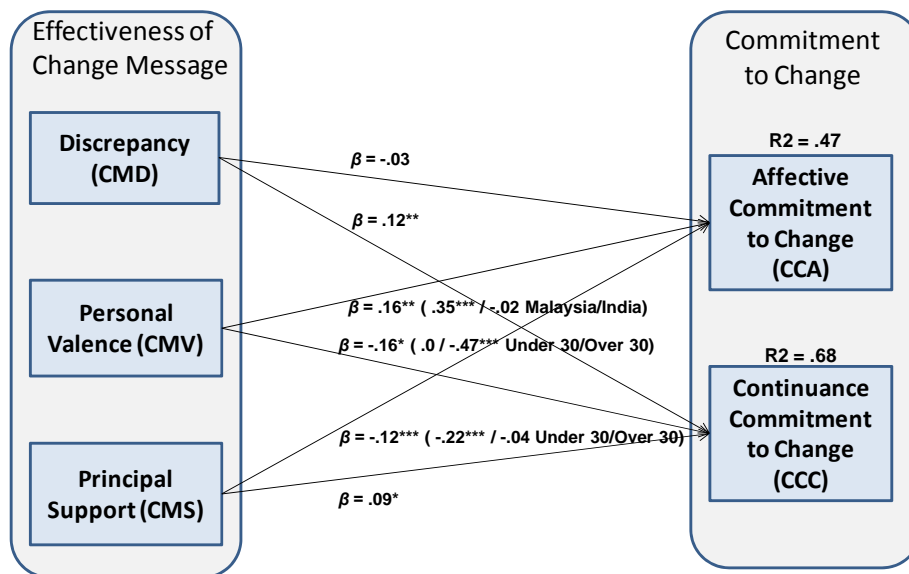 Effectiveness of
Change Message
Discrepancy
(CMD)
Personal
Valence (CMV)
Principal
Support (CMS)
β = -.03
β = .12**
β = .16** ( .35*** / -.02 Malaysia/India)
β = -.16* ( .0 / -.47*** Under 30/Over 30)
β = -.12*** ( -.22*** / -.04 Under 30/Over 30)
β = .09*
Commitment
to Change
R2 = .47
Affective
Commitment
to Change
(CCA)
R2 = .68
Continuance
Commitment
to Change
(CCC)